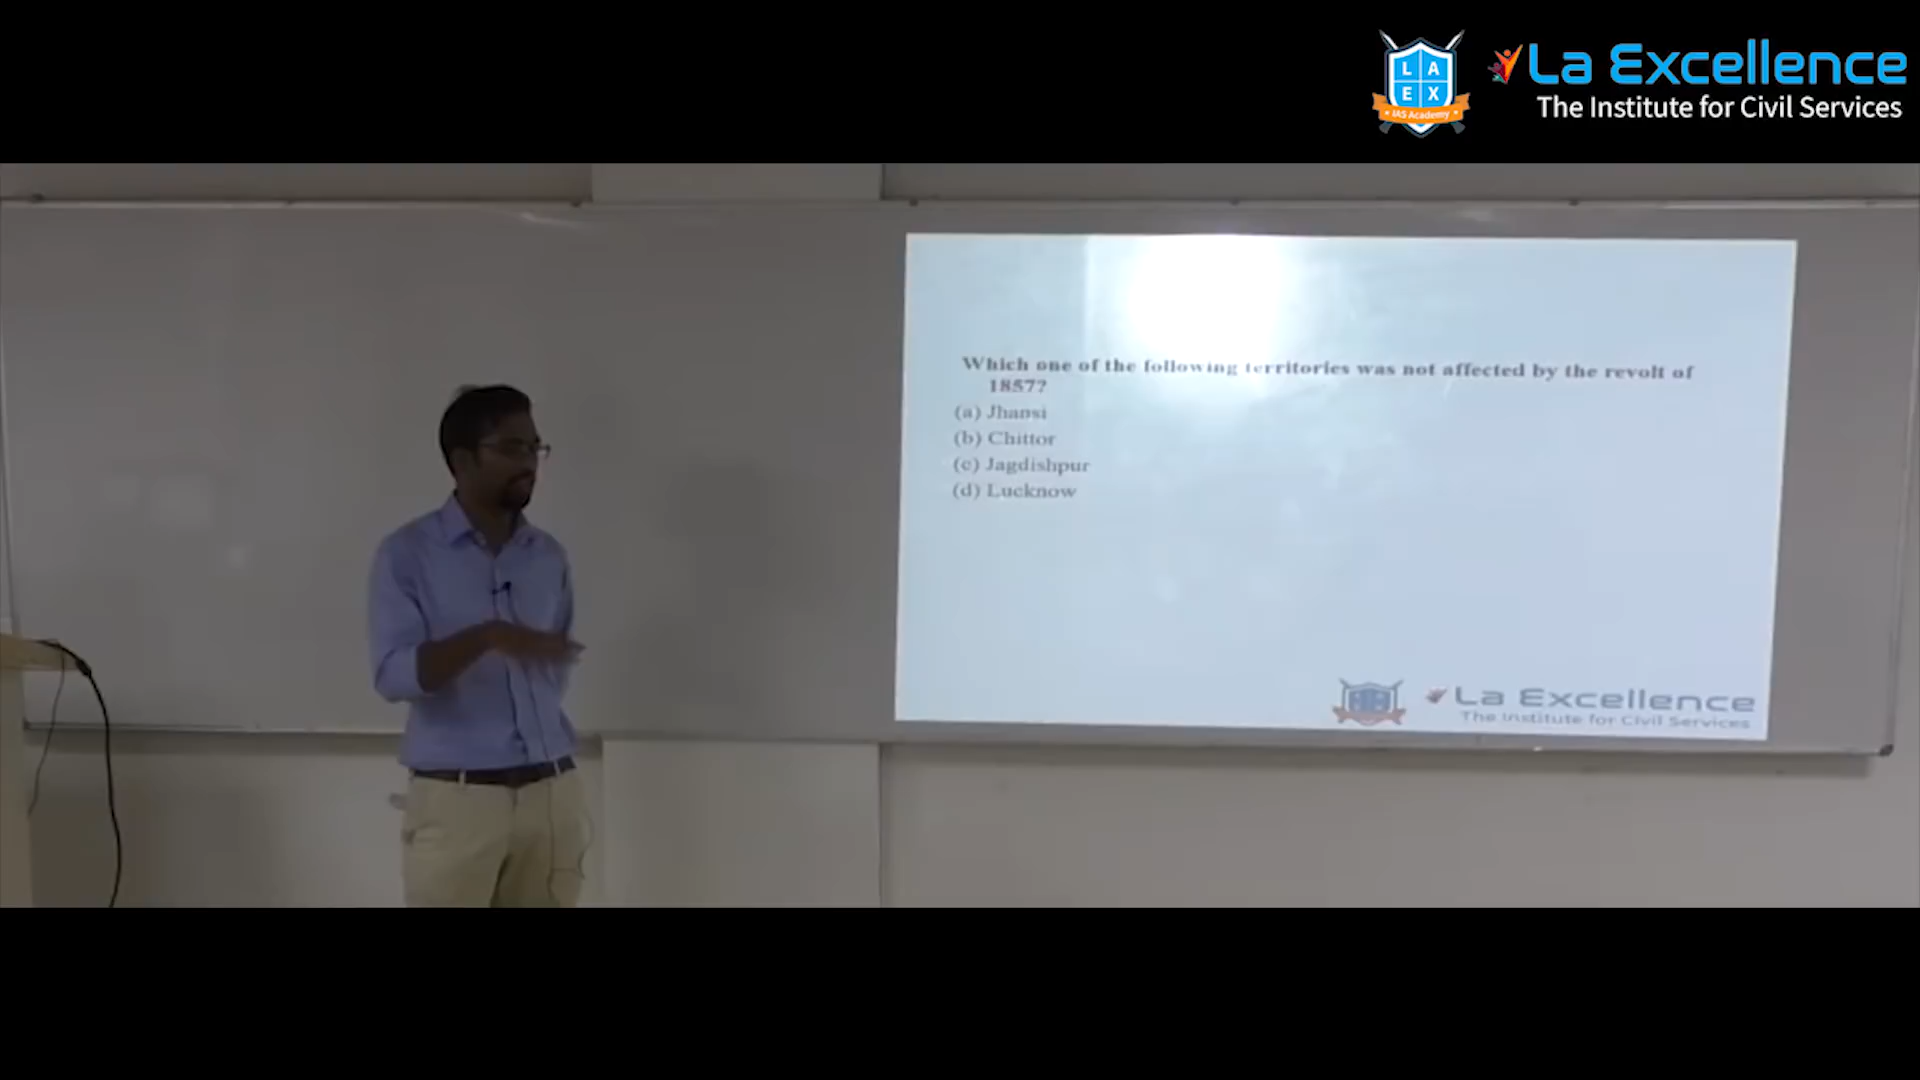 L A
E X
IAS Academy
La Excellence
The Institute for Civil Services
Which one of the following territories was not affected by the revolt of
1857?
(a) Jhansi
(b) Chittor
(c) Jagdishpur
(d) Lucknow
La Excellence
The Institute for Civil Services